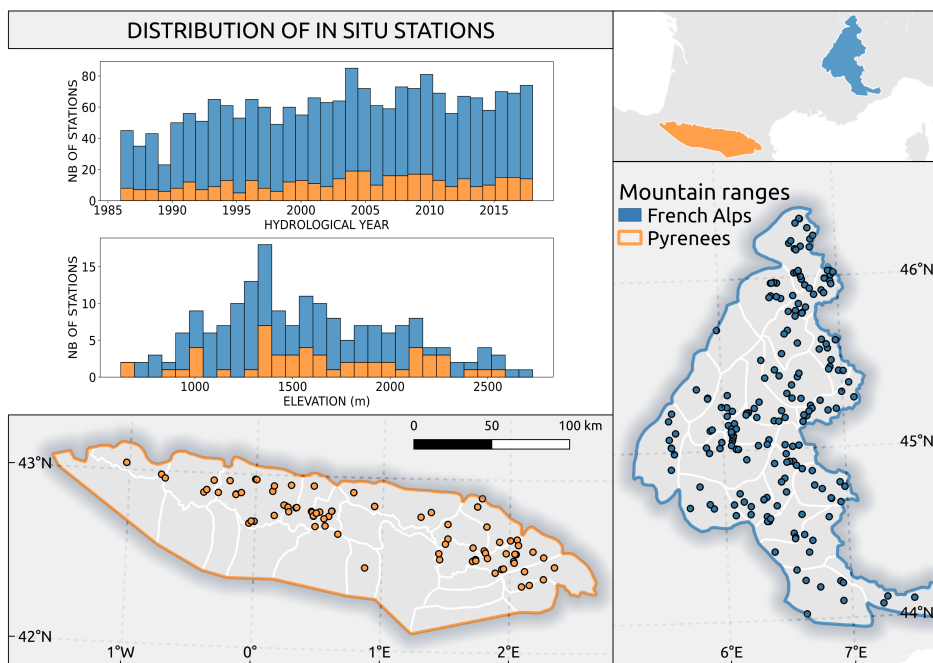 DISTRIBUTION OF IN SITU STATIONS
NB OF STATIONS
80
60
40
20
0
1985 1990 1995 2000 2005 2010 2015
HYDROLOGICAL YEAR
NB OF STATIONS
15
10
5
0
1000 1500 2000 2500
ELEVATION (m)
Mountain ranges
French Alps
Pyrenees
46°N
45°N
44°N
6°E 7°E
0 50 100 km
43°N
42°N
1°W 0° 1°E 2°E